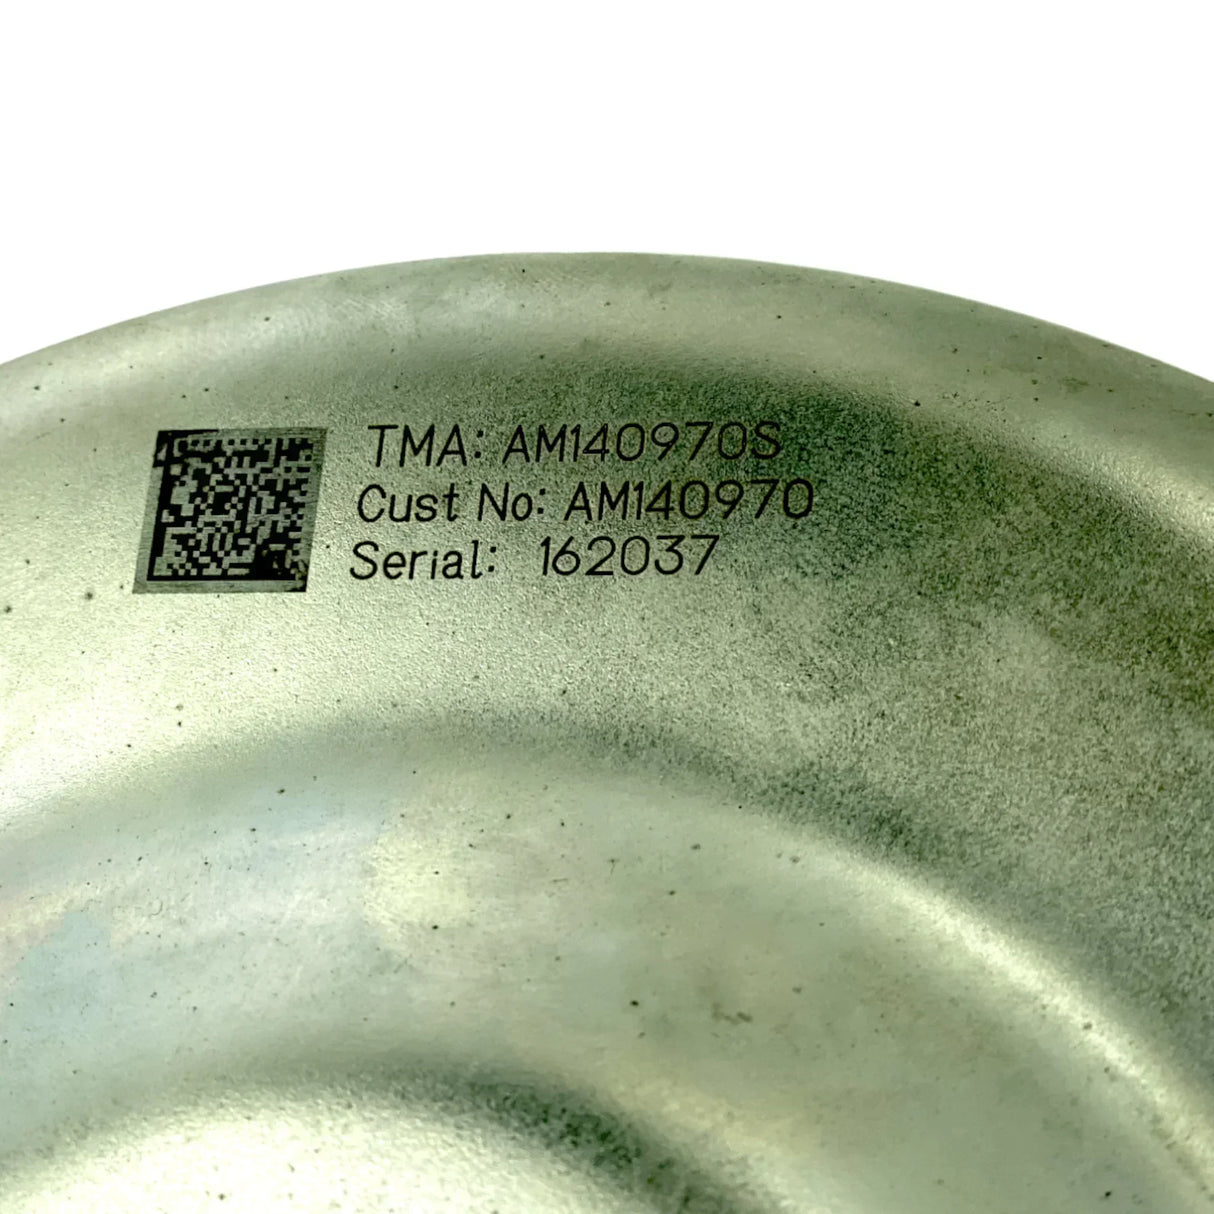 TMA: AM140970S
Cust No: AM140970
Serial: 162037